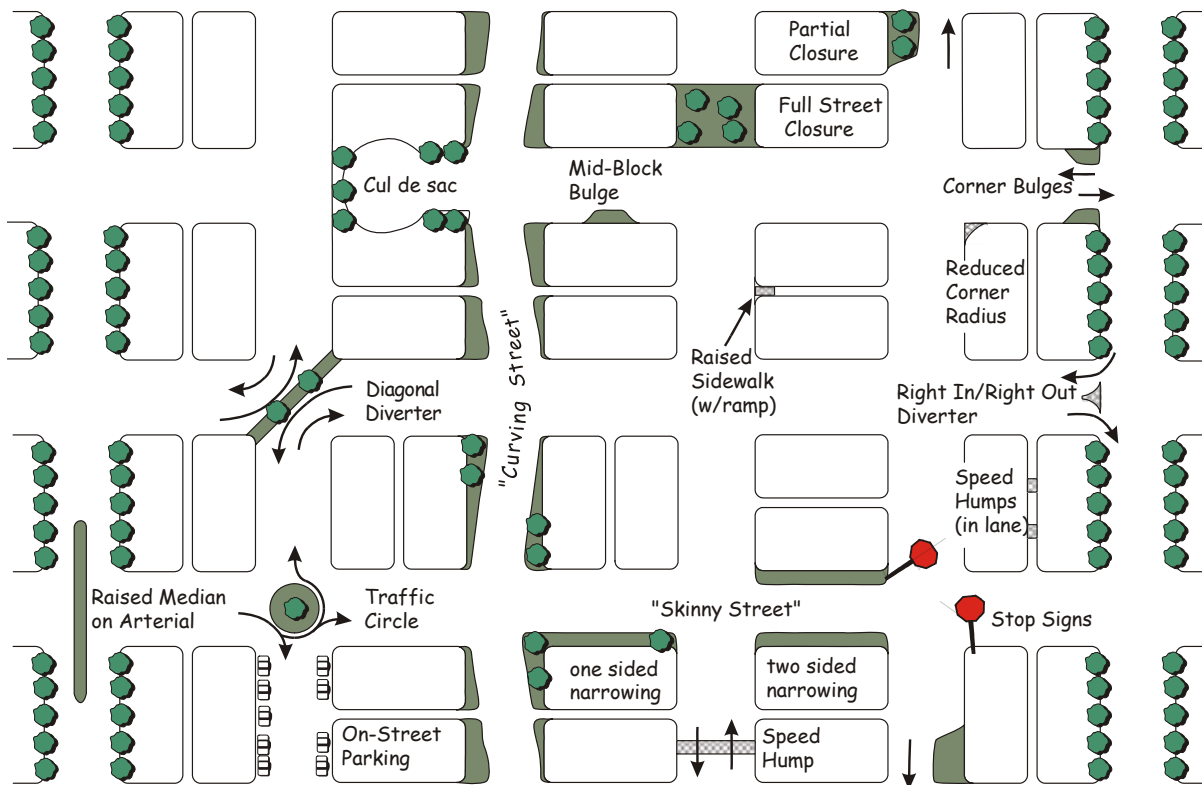 Partial
Closure
Full Street
Closure
Mid-Block
Bulge
Cul de sac
Corner Bulges
Reduced
Corner
Radius
"Curving Street"
Raised
Sidewalk
(w/ramp)
Diagonal
Diverter
Right In/Right Out
Diverter
Speed
Humps
(in lane)
Raised Median
on Arterial
Traffic
Circle
"Skinny Street"
Stop Signs
one sided
narrowing
two sided
narrowing
On-Street
Parking
Speed
Hump